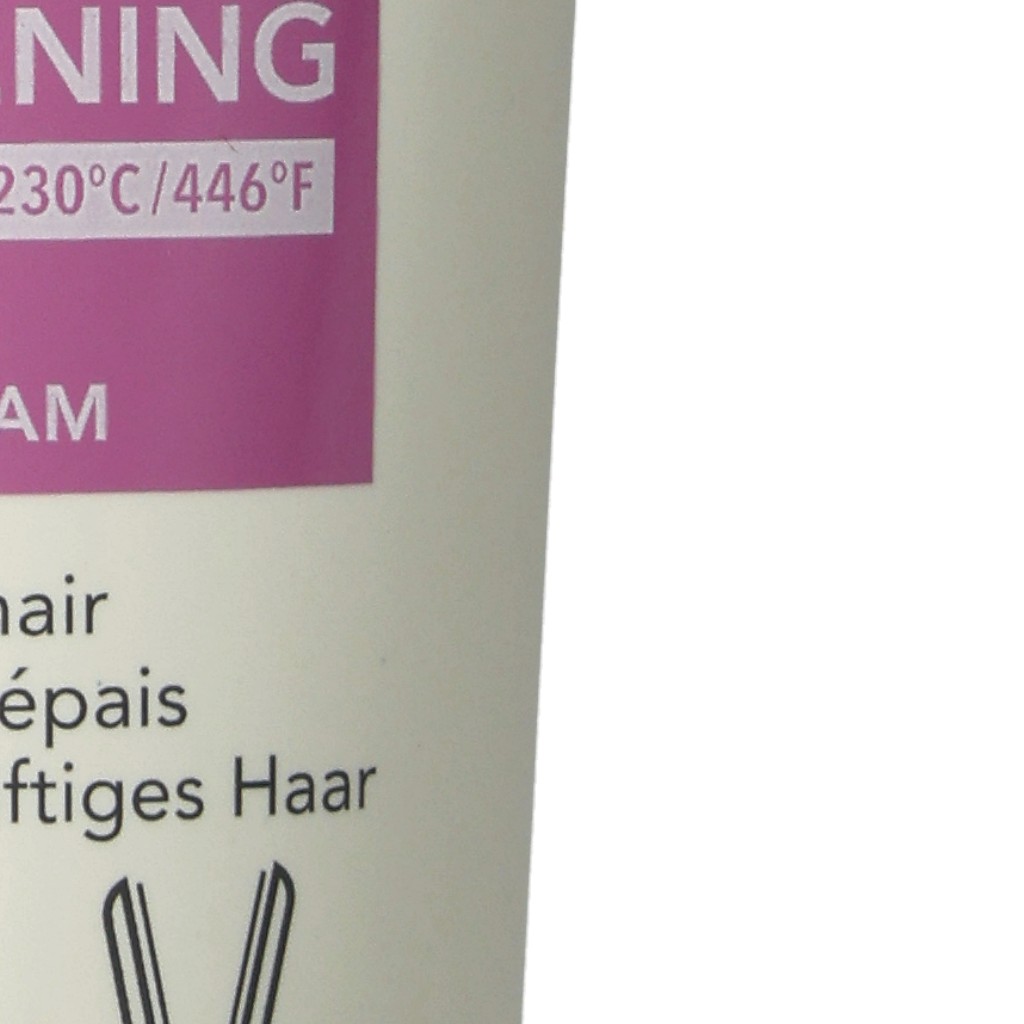 NING
230°C/446°F
AM
hair
épais
ftiges Haar